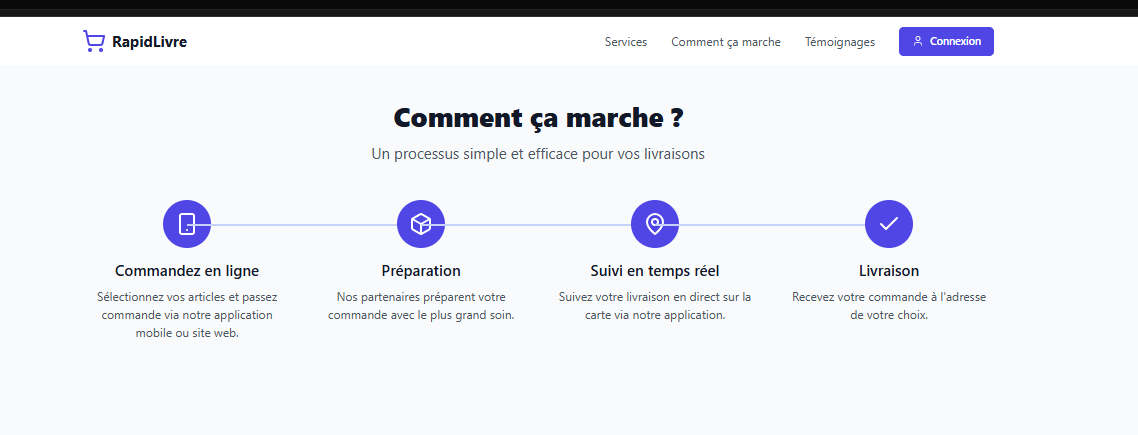 RapidLivre
Services
Comment ça marche
Témoignages
Connexion
Comment ça marche ?
Un processus simple et efficace pour vos livraisons
Commandez en ligne
Sélectionnez vos articles et passez
commande via notre application
mobile ou site web.
Préparation
Nos partenaires préparent votre
commande avec le plus grand soin.
Suivi en temps réel
Suivez votre livraison en direct sur la
carte via notre application.
Livraison
Recevez votre commande à l'adresse
de votre choix.